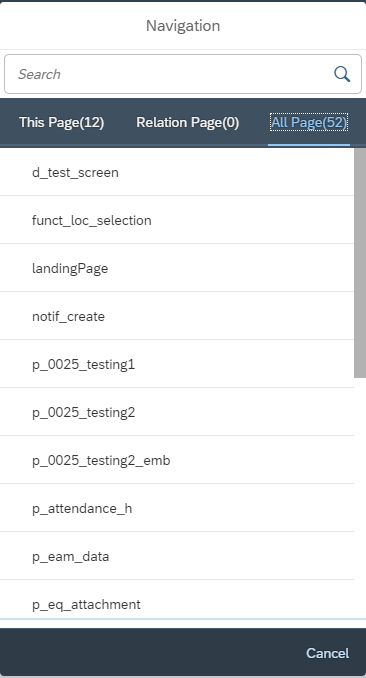 Navigation
Search
This Page(12) Relation Page(0) All Page(52)
d_test_screen
funct_loc_selection
landingPage
notif_create
p_0025_testing1
p_0025_testing2
p_0025_testing2_emb
p_attendance_h
p_eam_data
p_eq_attachment
Cancel